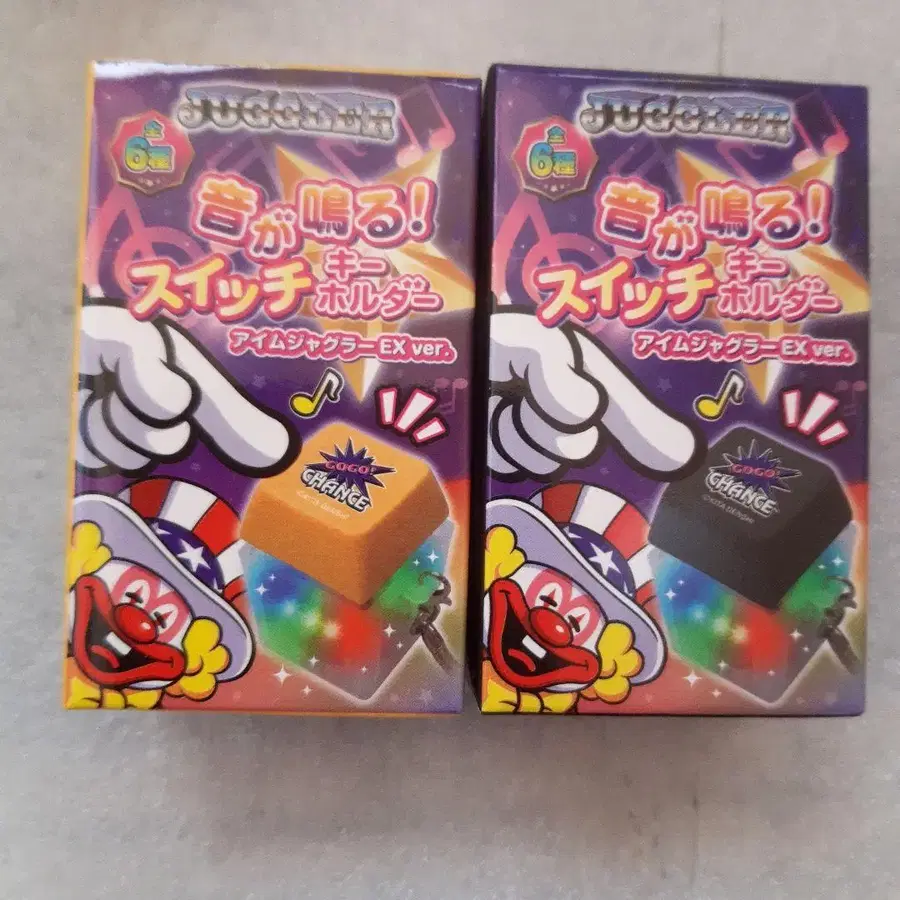 JUGGLER
全
6種
音が鳴る!
スイッチ
キー
ホルダー
アイムジャグラーEX ver.
GOGO!
CHANCE
JUGGLER
全
6種
音が鳴る!
スイッチ
キー
ホルダー
アイムジャグラーEX ver.
GOGO!
CHANCE
©KITA DENSHI